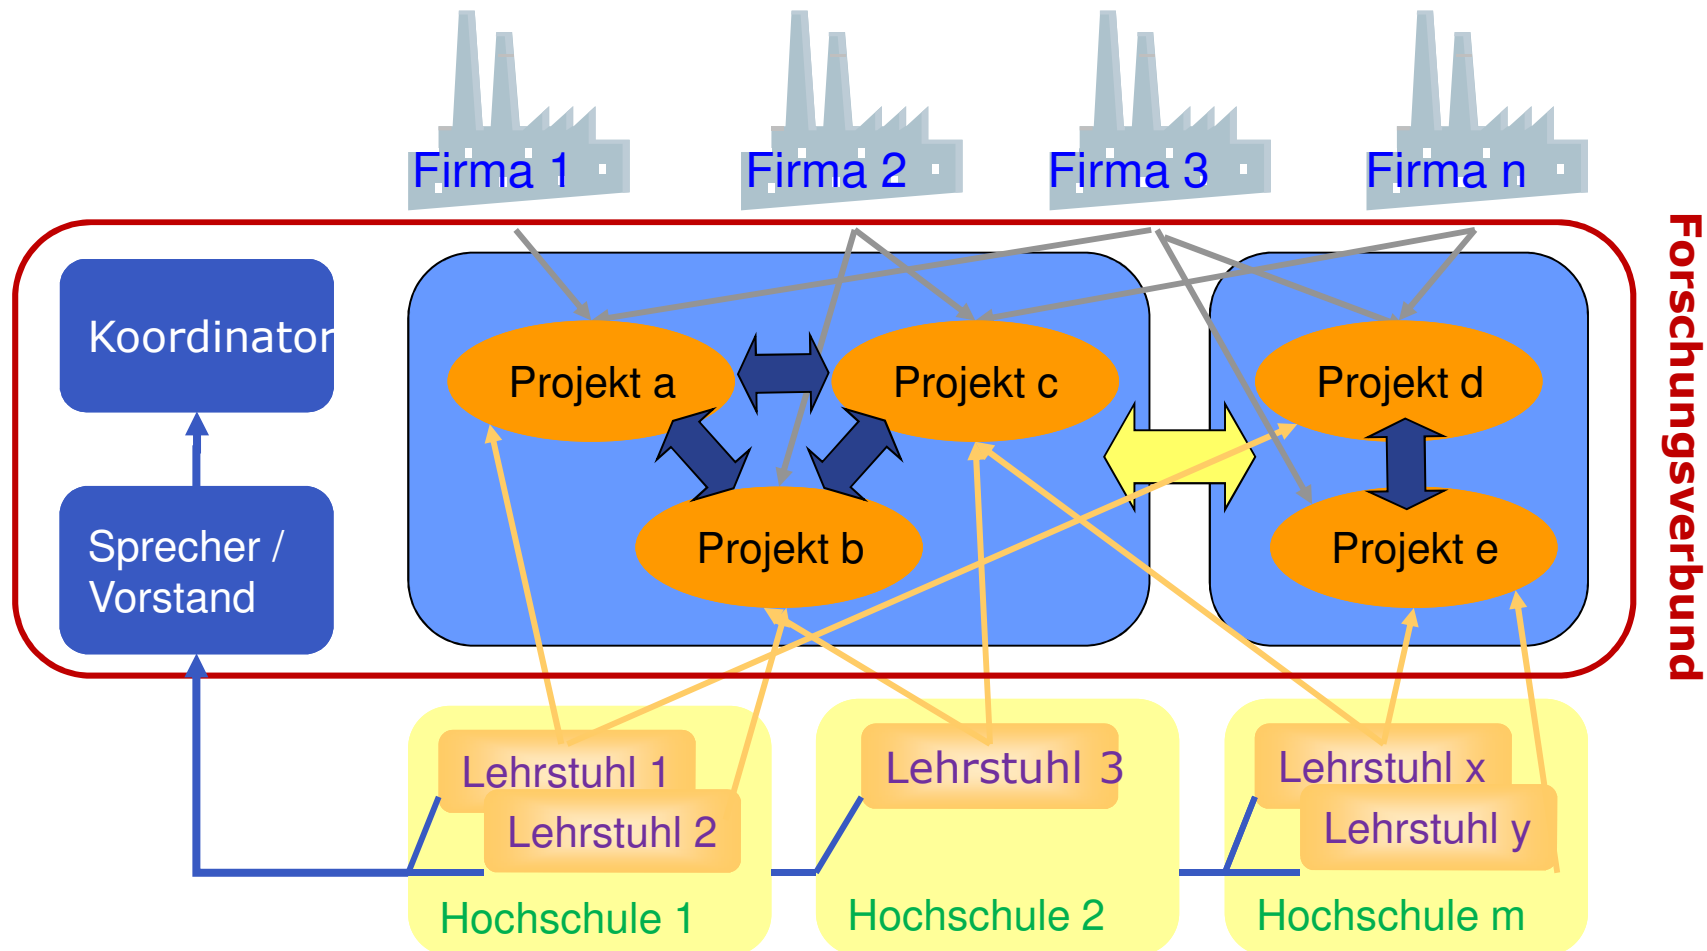 Firma 1
Firma 2
Firma 3
Firma n
Forschungsverbund
Koordinator
Projekt a
Projekt c
Projekt d
Sprecher /
Vorstand
Projekt b
Projekt e
Lehrstuhl 1
Lehrstuhl 2
Lehrstuhl 3
Lehrstuhl x
Lehrstuhl y
Hochschule 1
Hochschule 2
Hochschule m